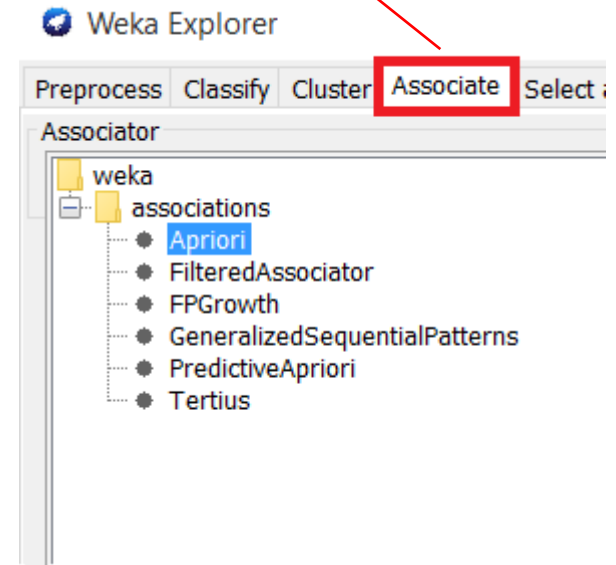 Weka Explorer
Preprocess Classify Cluster Associate Select
Associator
weka
associations
Apriori
FilteredAssociator
FPGrowth
GeneralizedSequentialPatterns
PredictiveApriori
Tertius